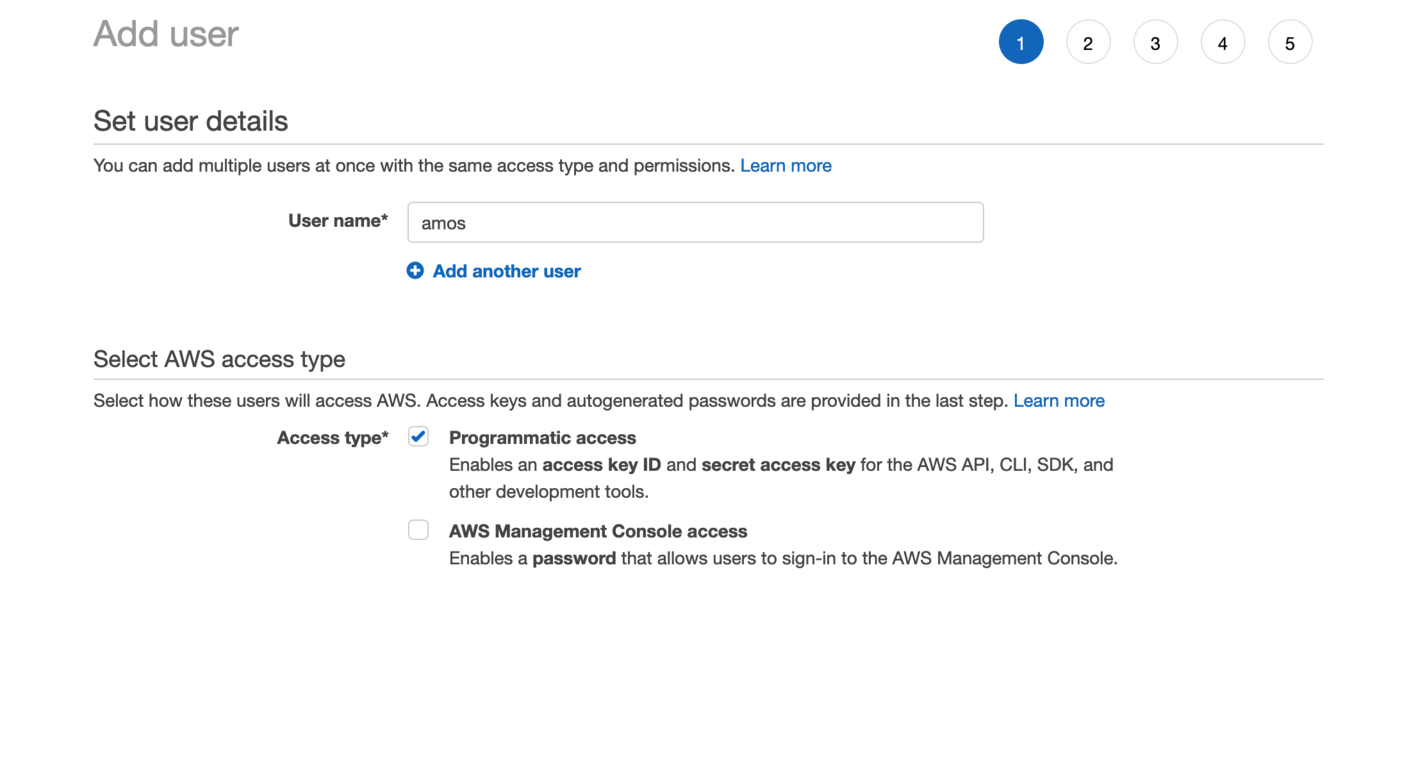 Add user
1 2 3 4 5
Set user details
You can add multiple users at once with the same access type and permissions. Learn more
User name* amos
Add another user
Select AWS access type
Select how these users will access AWS. Access keys and autogenerated passwords are provided in the last step. Learn more
Access type* Programmatic access
Enables an access key ID and secret access key for the AWS API, CLI, SDK, and
other development tools.
AWS Management Console access
Enables a password that allows users to sign-in to the AWS Management Console.